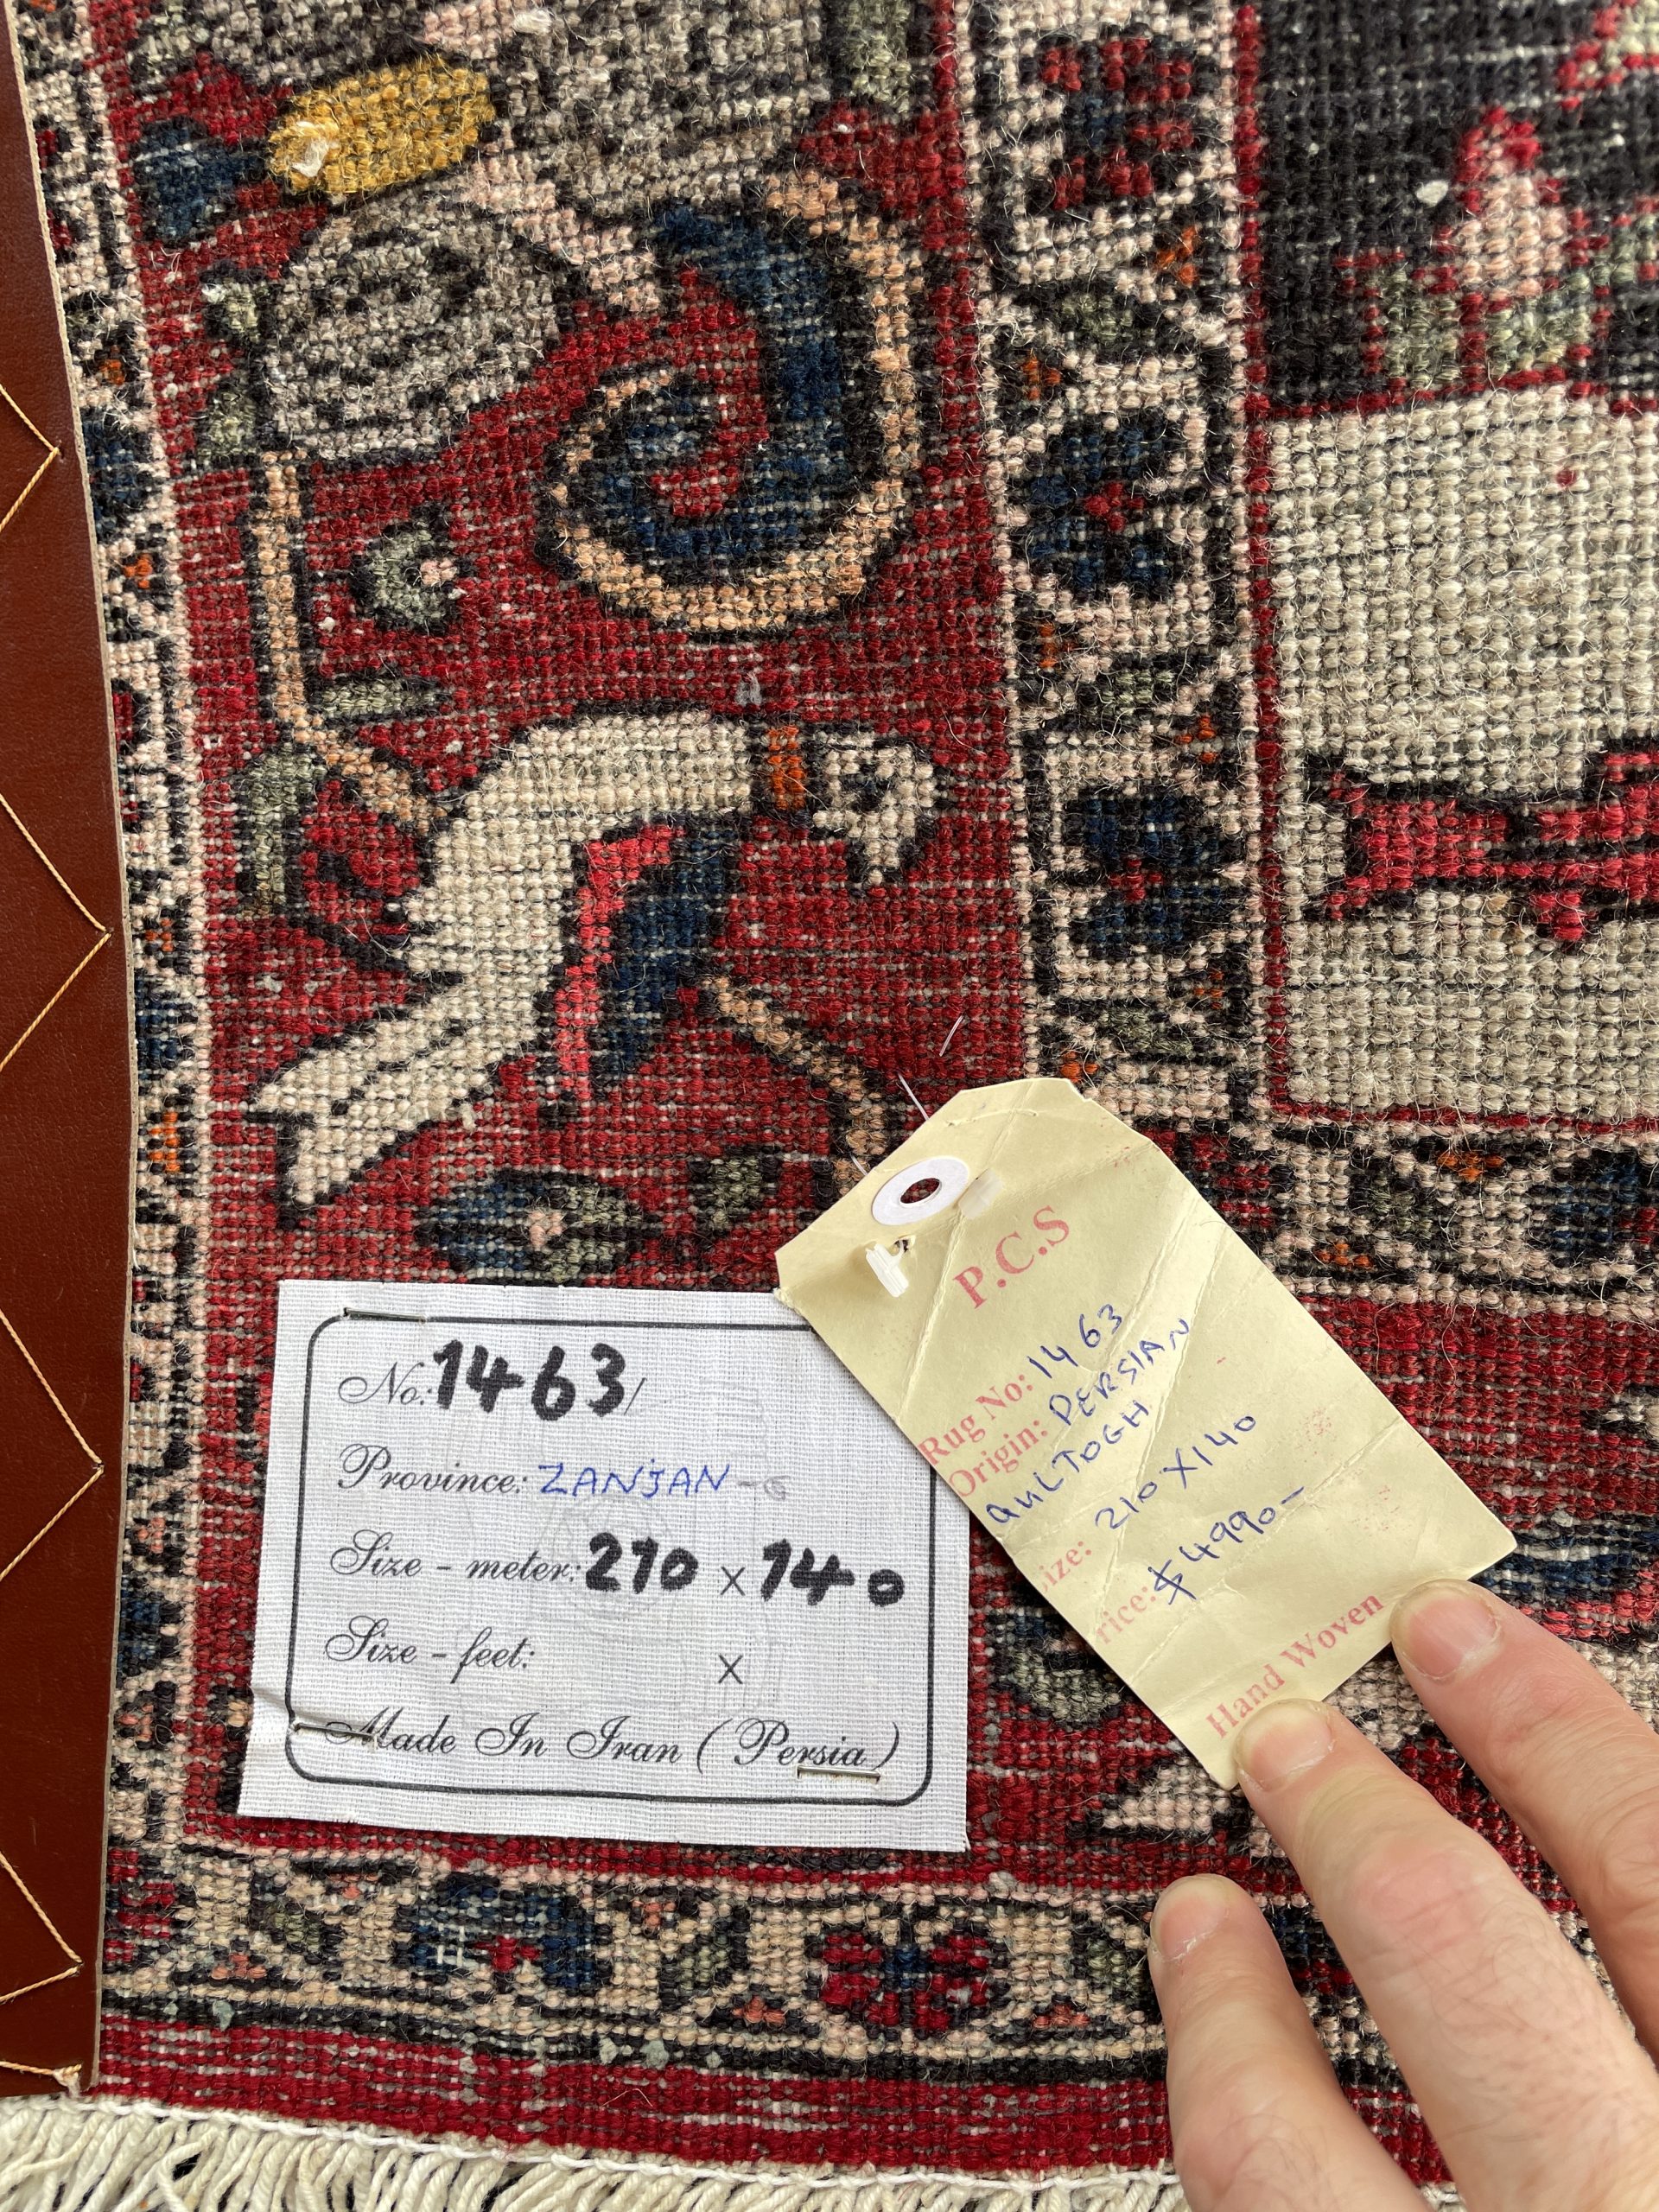 No: 1463/
Province: ZANJAN - G
Size - meter: 210 x 140
Size - feet: x
Made In Iran (Persia)
P.C.S
Rug No: 1463
Origin: PERSIAN
QULTOGH
ize: 210 X 140
rice: $ 4990-
Hand Woven